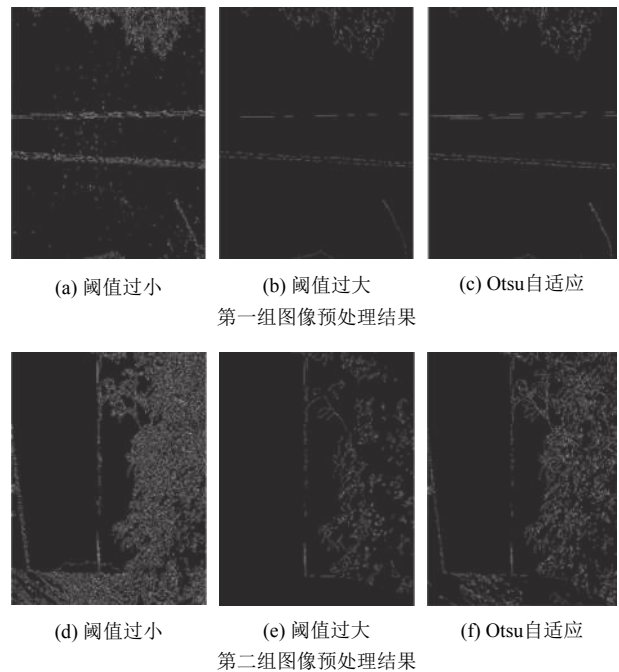 (a) 阈值过小 (b) 阈值过大 (c) Otsu自适应
第一组图像预处理结果
(d) 阈值过小 (e) 阈值过大 (f) Otsu自适应
第二组图像预处理结果